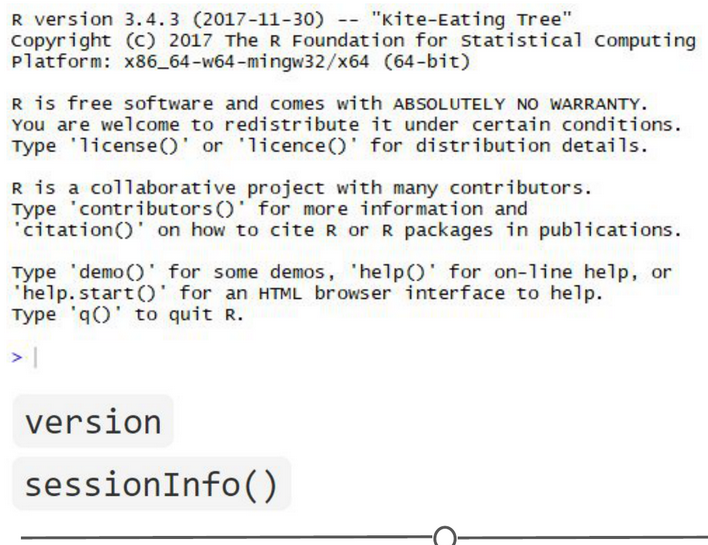 R version 3.4.3 (2017-11-30) -- "Kite-Eating Tree"
Copyright (C) 2017 The R Foundation for Statistical Computing
Platform: x86_64-w64-mingw32/x64 (64-bit)
R is free software and comes with ABSOLUTELY NO WARRANTY.
You are welcome to redistribute it under certain conditions.
Type 'license()' or 'licence()' for distribution details.
R is a collaborative project with many contributors.
Type 'contributors()' for more information and
'citation()' on how to cite R or R packages in publications.
Type 'demo()' for some demos, 'help()' for on-line help, or
'help.start()' for an HTML browser interface to help.
Type 'q()' to quit R.
>
version
sessionInfo()